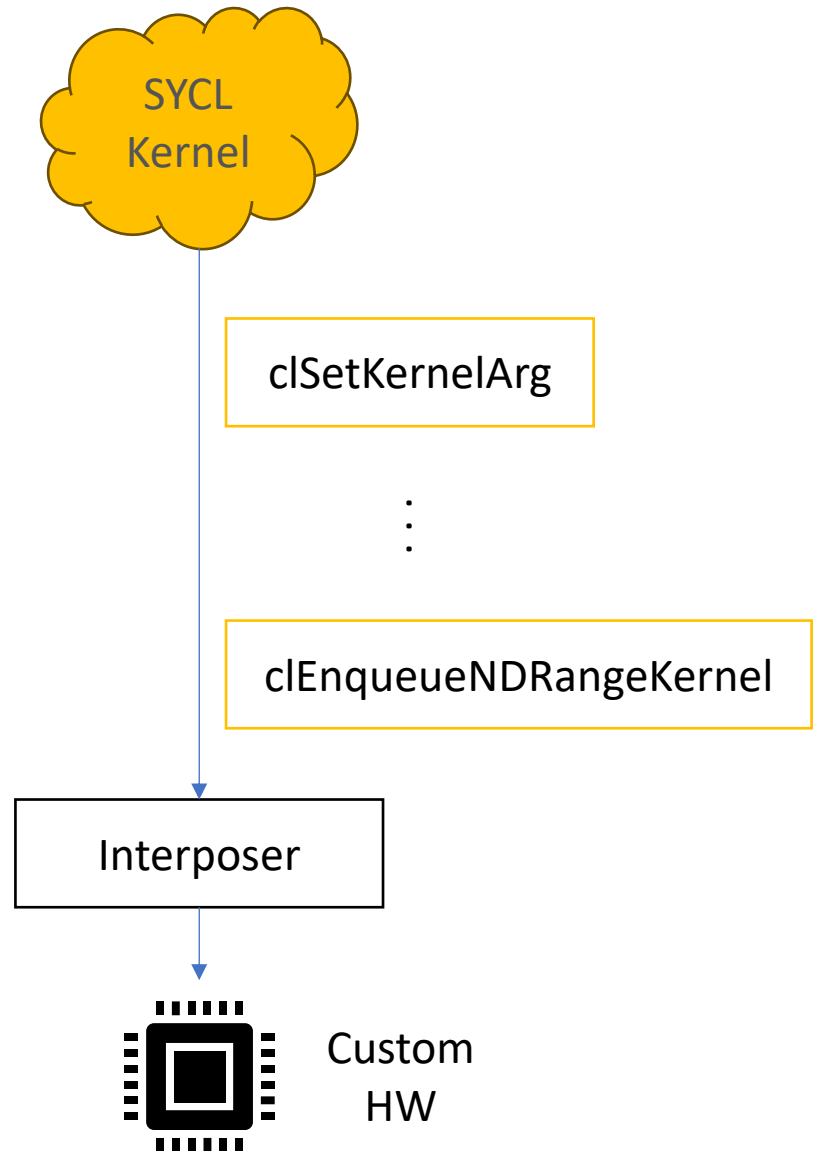 SYCL
Kernel
clSetKernelArg
⋮
clEnqueueNDRangeKernel
Interposer
Custom
HW